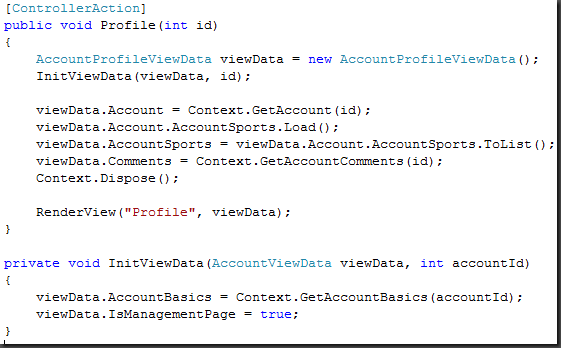 [ControllerAction]
public void Profile(int id)
{
    AccountProfileViewData viewData = new AccountProfileViewData();
    InitViewData(viewData, id);

    viewData.Account = Context.GetAccount(id);
    viewData.Account.AccountSports.Load();
    viewData.AccountSports = viewData.Account.AccountSports.ToList();
    viewData.Comments = Context.GetAccountComments(id);
    Context.Dispose();

    RenderView("Profile", viewData);
}

private void InitViewData(AccountViewData viewData, int accountId)
{
    viewData.AccountBasics = Context.GetAccountBasics(accountId);
    viewData.IsManagementPage = true;
}